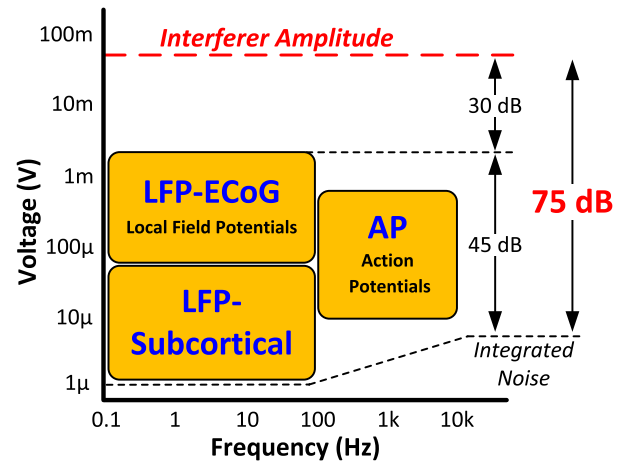 100m
Interferer Amplitude
10m
30 dB
1m
LFP-ECoG
Local Field Potentials
75 dB
AP
Action
Potentials
100µ
45 dB
LFP-
Subcortical
10µ
Integrated
Noise
1µ
Voltage (V)
0.1
1
10
100
1k
10k
Frequency (Hz)